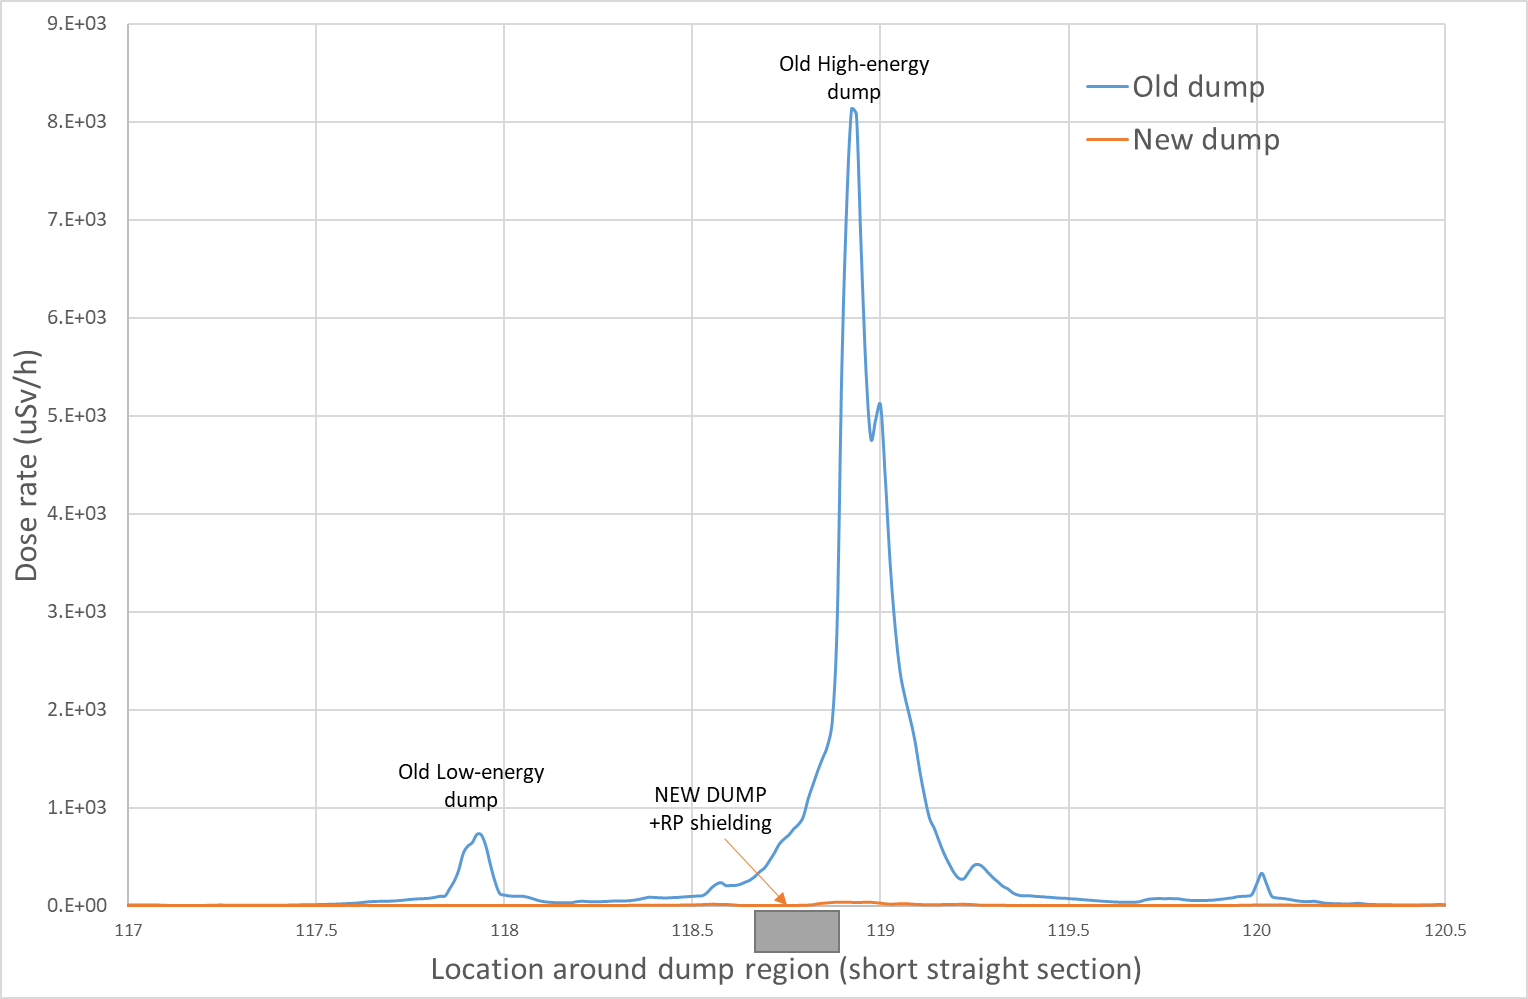 9.E+03
8.E+03
7.E+03
6.E+03
5.E+03
4.E+03
3.E+03
2.E+03
1.E+03
0.E+00
Dose rate (uSv/h)
Old High-energy
dump
Old dump
New dump
Old Low-energy
dump
NEW DUMP
+RP shielding
117
117.5
118
118.5
119
119.5
120
120.5
Location around dump region (short straight section)